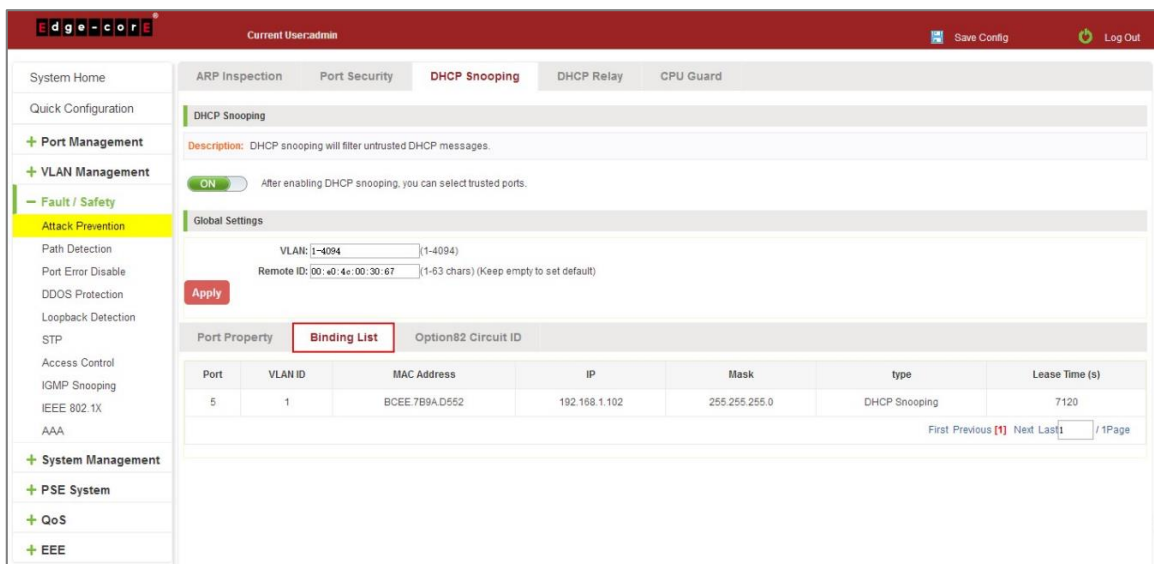 Edge-corE®
Current User:admin
Save Config
Log Out
System Home
Quick Configuration
+ Port Management
+ VLAN Management
− Fault / Safety
Attack Prevention
Path Detection
Port Error Disable
DDOS Protection
Loopback Detection
STP
Access Control
IGMP Snooping
IEEE 802.1X
AAA
+ System Management
+ PSE System
+ QoS
+ EEE
ARP Inspection Port Security DHCP Snooping DHCP Relay CPU Guard
DHCP Snooping
Description: DHCP snooping will filter untrusted DHCP messages.
ON After enabling DHCP snooping, you can select trusted ports.
Global Settings
VLAN: 1-4094 (1-4094)
Remote ID: 00:e0:4c:00:30:67 (1-63 chars) (Keep empty to set default)
Apply
Port Property Binding List Option82 Circuit ID
Port VLAN ID MAC Address IP Mask type Lease Time (s)
5 1 BCEE.7B9A.D552 192.168.1.102 255.255.255.0 DHCP Snooping 7120
First Previous [1] Next Last 1 / 1Page